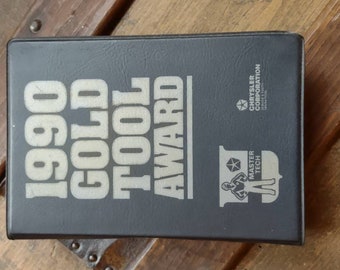 1990
GOLD
TOOL
AWARD
CHRYSLER
CORPORATION
MASTER
TECH